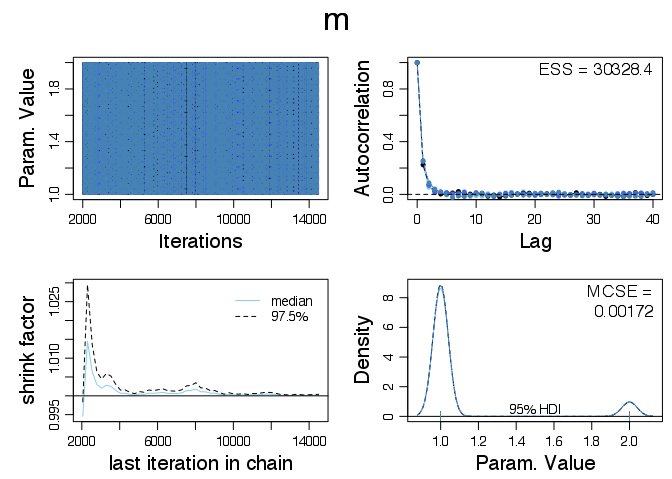 m
Param. Value
1.0 1.4 1.8
2000 6000 10000 14000
Iterations
Autocorrelation
0.0 0.4 0.8
ESS = 30328.4
0 10 20 30 40
Lag
shrink factor
0.995 1.010 1.025
median
97.5%
2000 6000 10000 14000
last iteration in chain
Density
0 2 4 6 8
MCSE =
0.00172
95% HDI
1.0 1.2 1.4 1.6 1.8 2.0
Param. Value